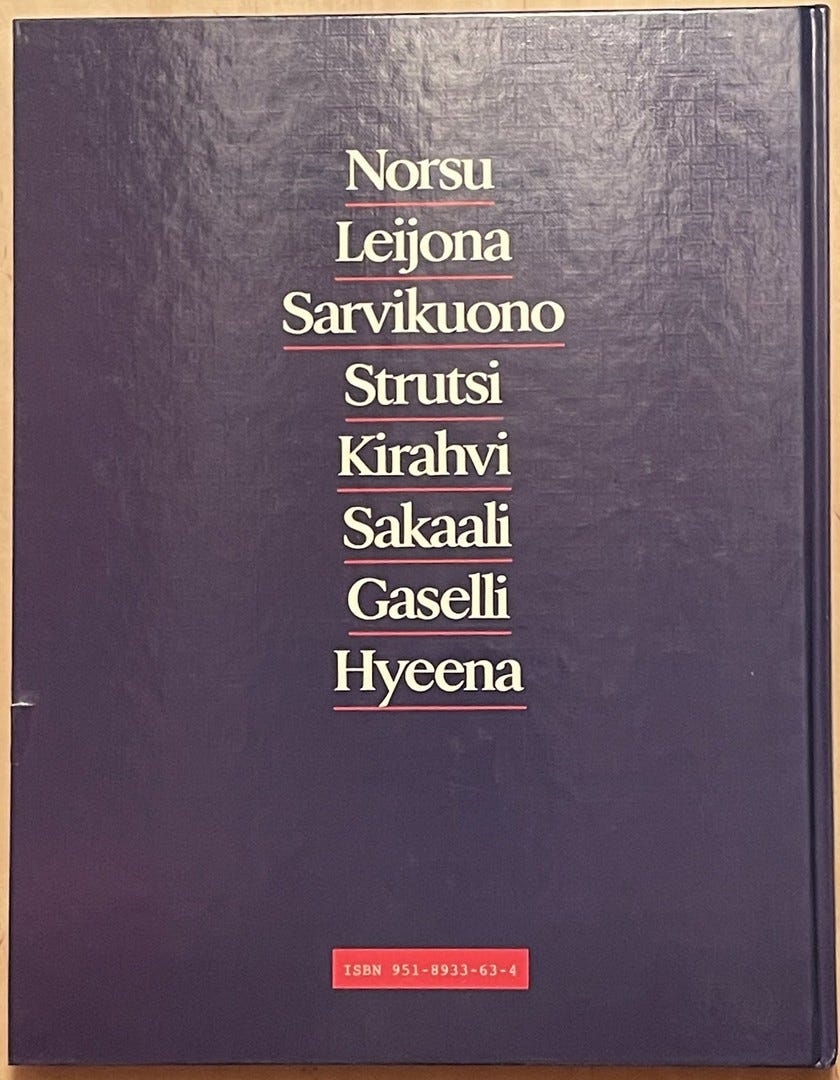 Norsu
Leijona
Sarvikuono
Strutsi
Kirahvi
Sakaali
Gaselli
Hyeena
ISBN 951-8933-63-4